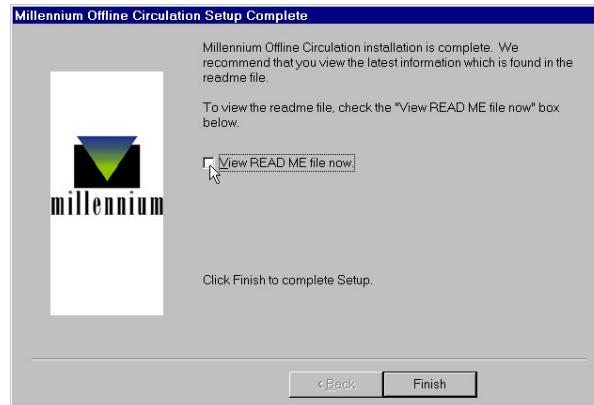 Millennium Offline Circulation Setup Complete
Millennium Offline Circulation installation is complete. We
recommend that you view the latest information which is found in the
readme file.
To view the readme file, check the "View READ ME file now" box
below.
View READ ME file now.
millennium
Click Finish to complete Setup.
< Back
Finish